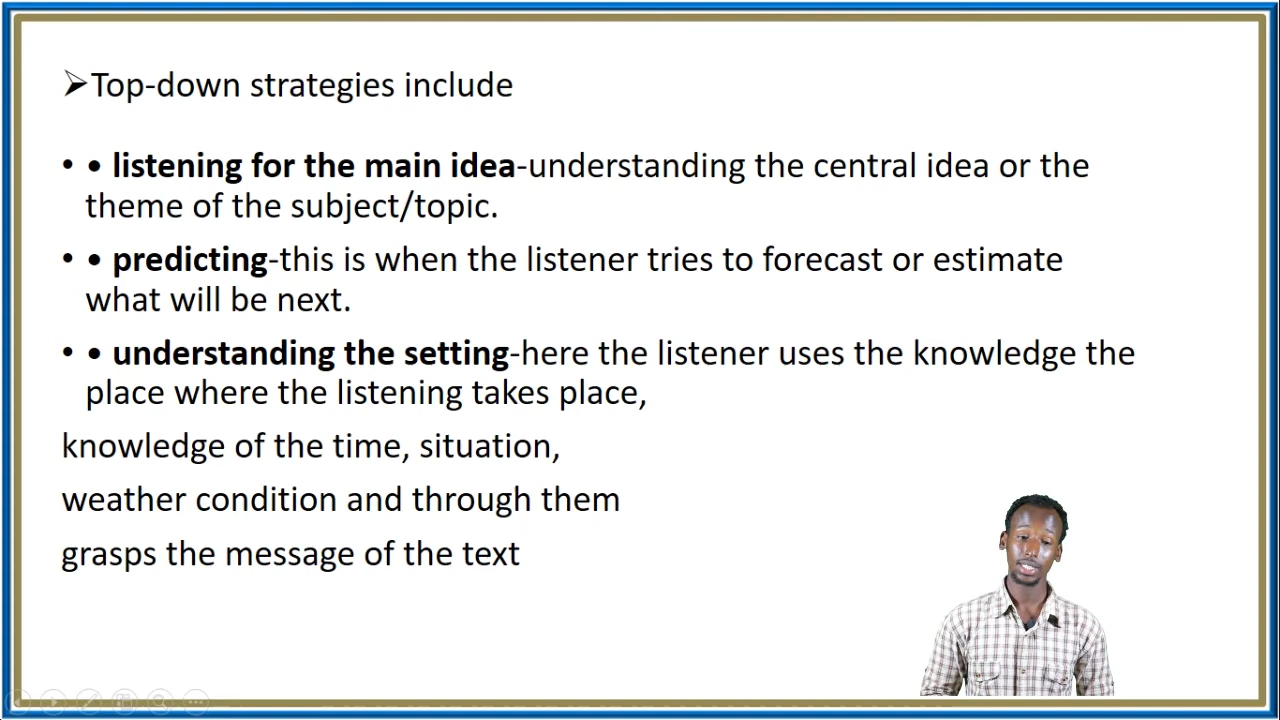 ➢Top-down strategies include
• • listening for the main idea-understanding the central idea or the
theme of the subject/topic.
• • predicting-this is when the listener tries to forecast or estimate
what will be next.
• • understanding the setting-here the listener uses the knowledge the
place where the listening takes place,
knowledge of the time, situation,
weather condition and through them
grasps the message of the text